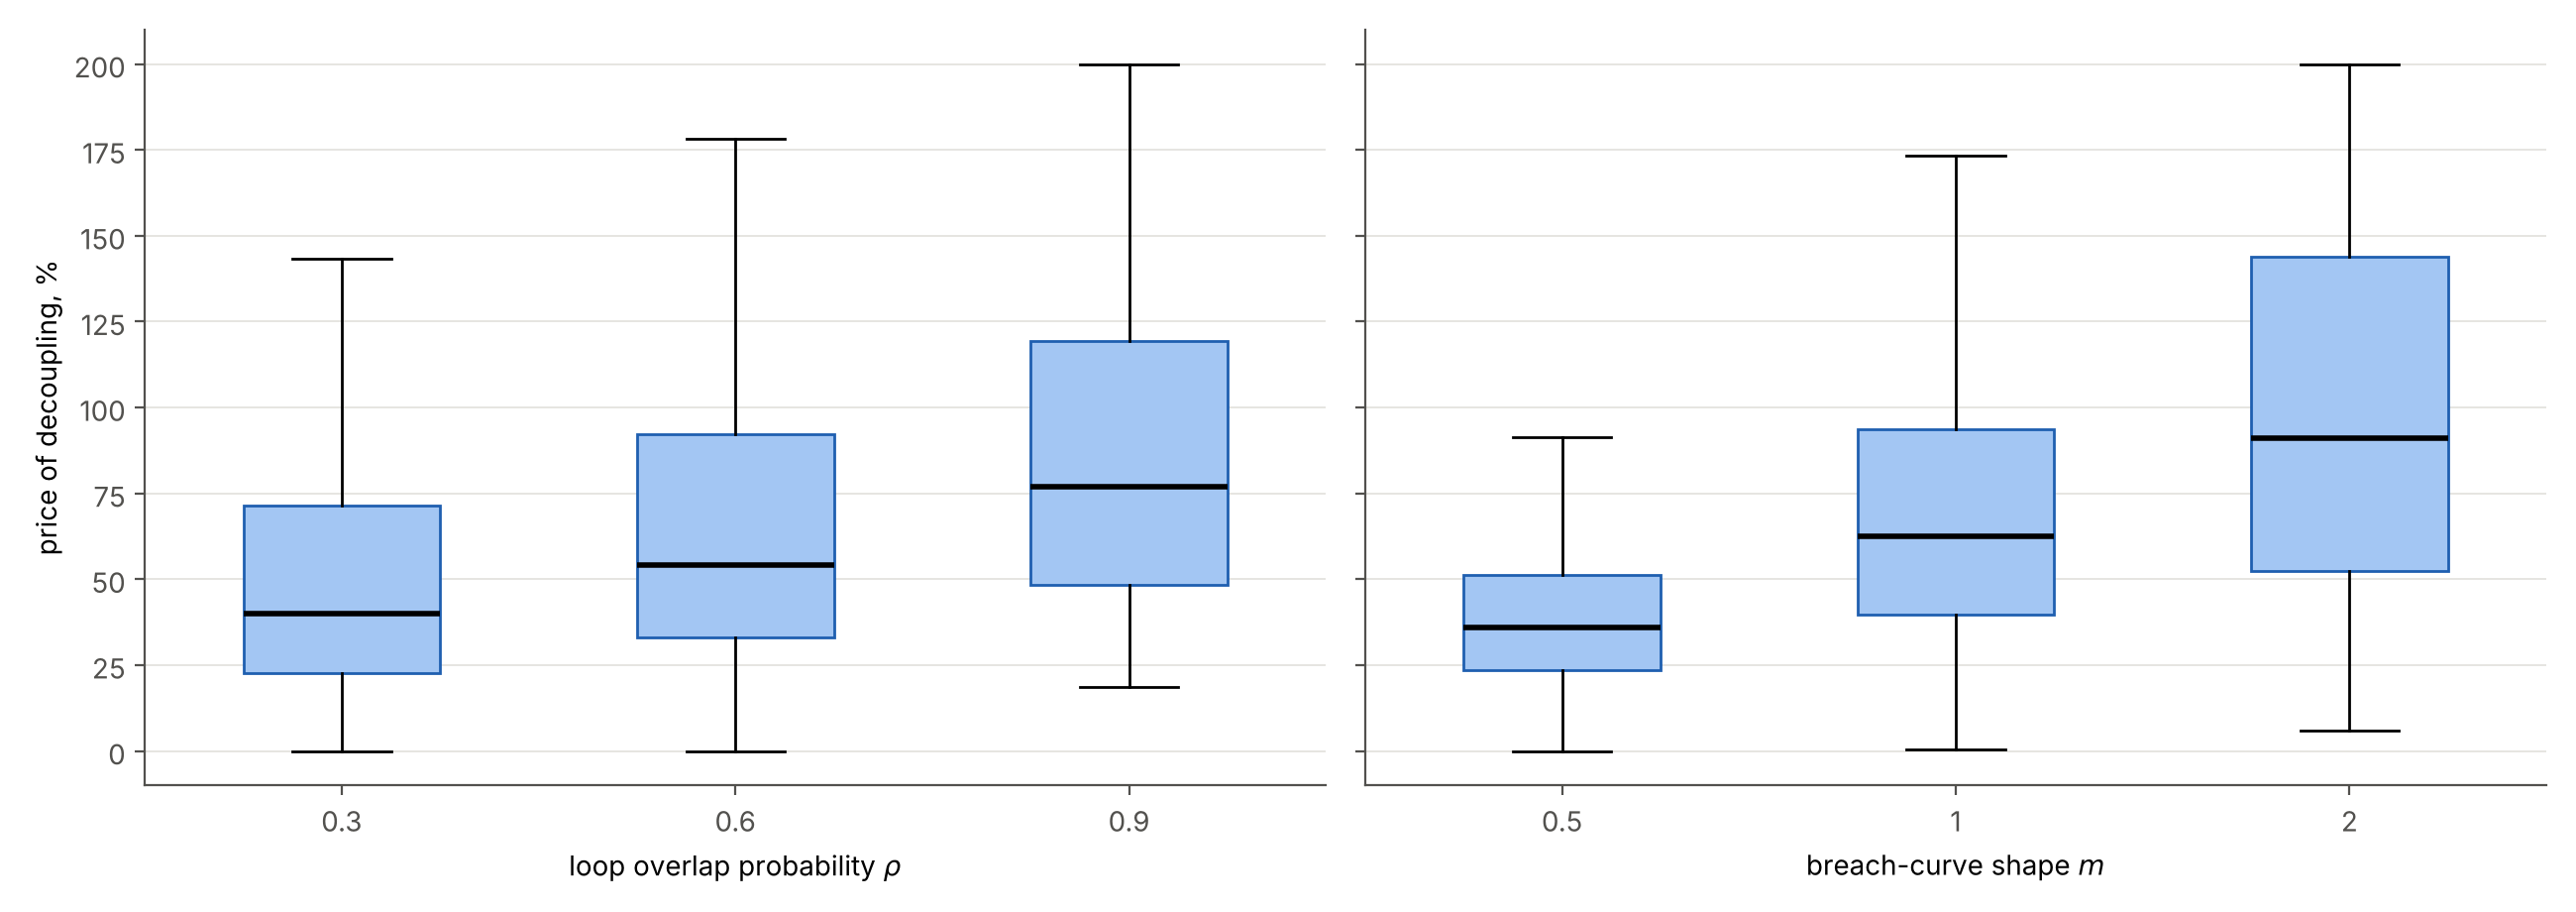 price of decoupling, %
200
175
150
125
100
75
50
25
0
0.3 0.6 0.9
loop overlap probability ρ
0.5 1 2
breach-curve shape m